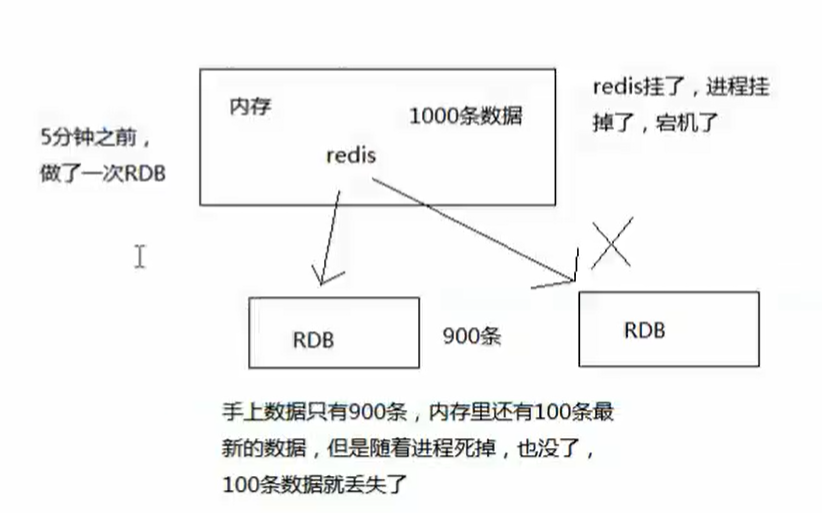 5分钟之前，
做了一次RDB
内存
1000条数据
redis
redis挂了，进程挂
掉了，宕机了
RDB
900条
RDB
手上数据只有900条，内存里还有100条最
新的数据，但是随着进程死掉，也没了，
100条数据就丢失了